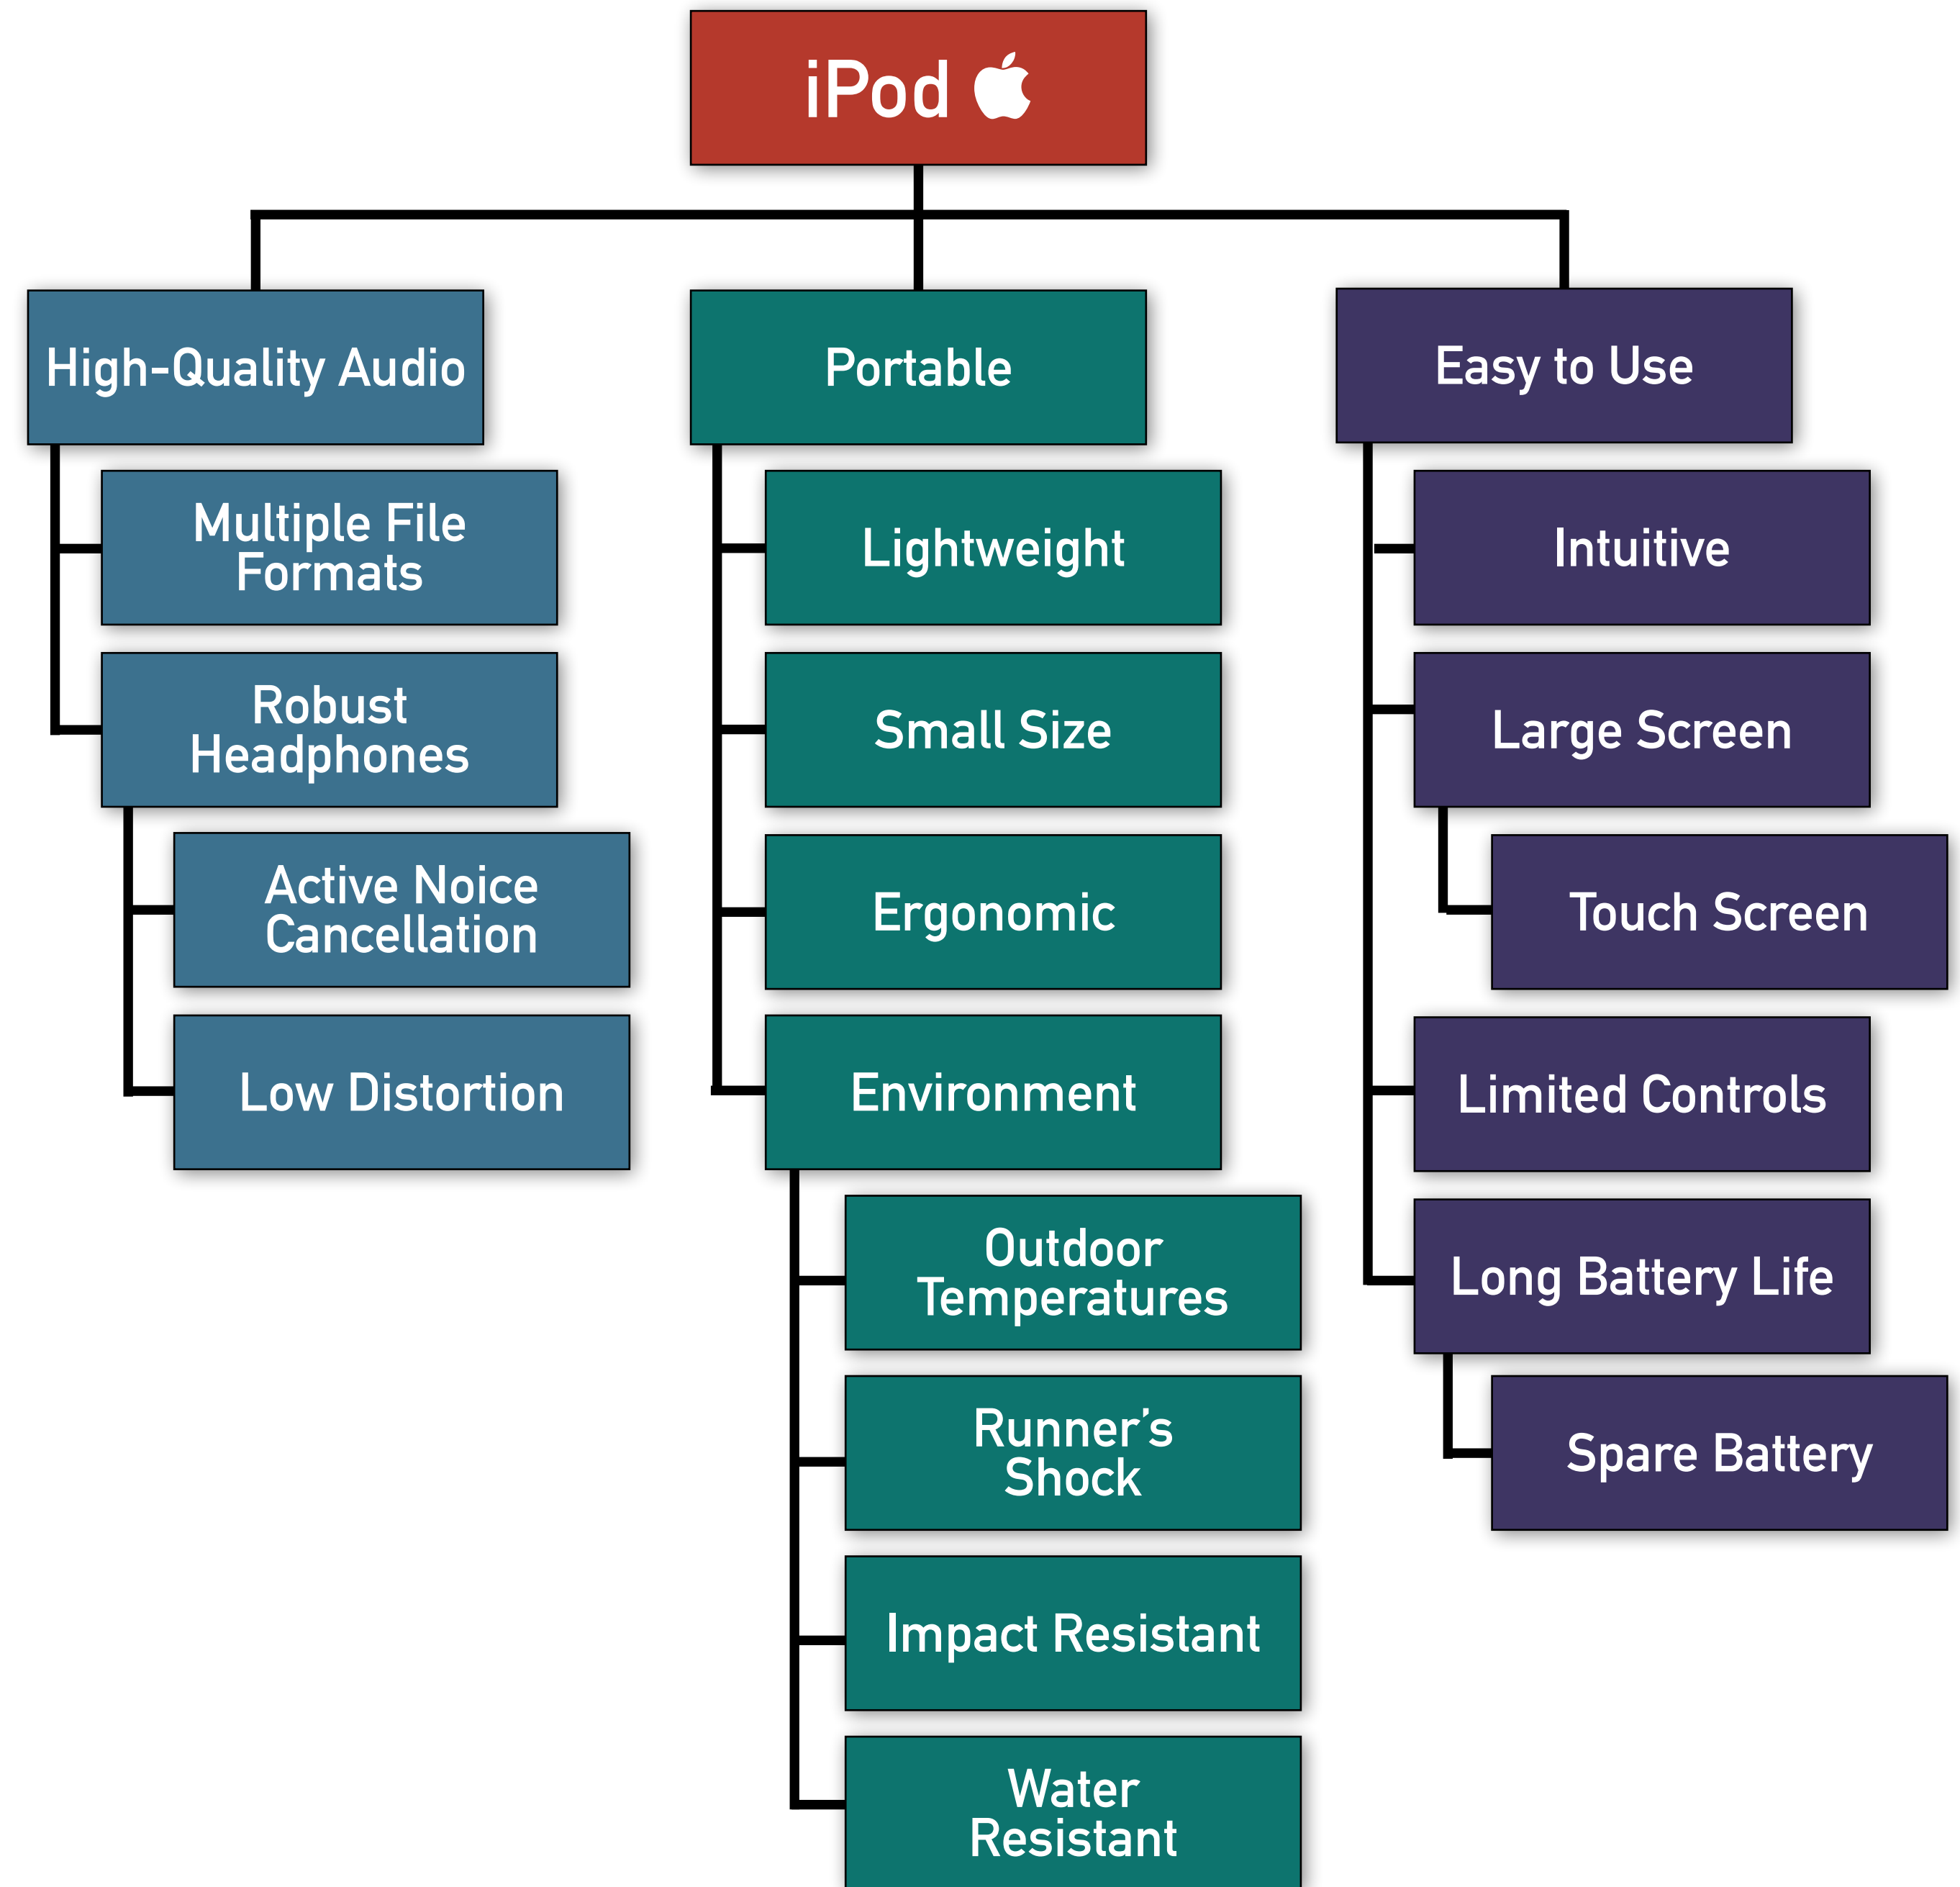 iPod
High-Quality Audio
Multiple File
Formats
Robust
Headphones
Active Noice
Cancellation
Low Distortion
Portable
Lightweight
Small Size
Ergonomic
Environment
Outdoor
Temperatures
Runner's
Shock
Impact Resistant
Water
Resistant
Easy to Use
Intuitive
Large Screen
Touch Screen
Limited Controls
Long Battery Life
Spare Battery